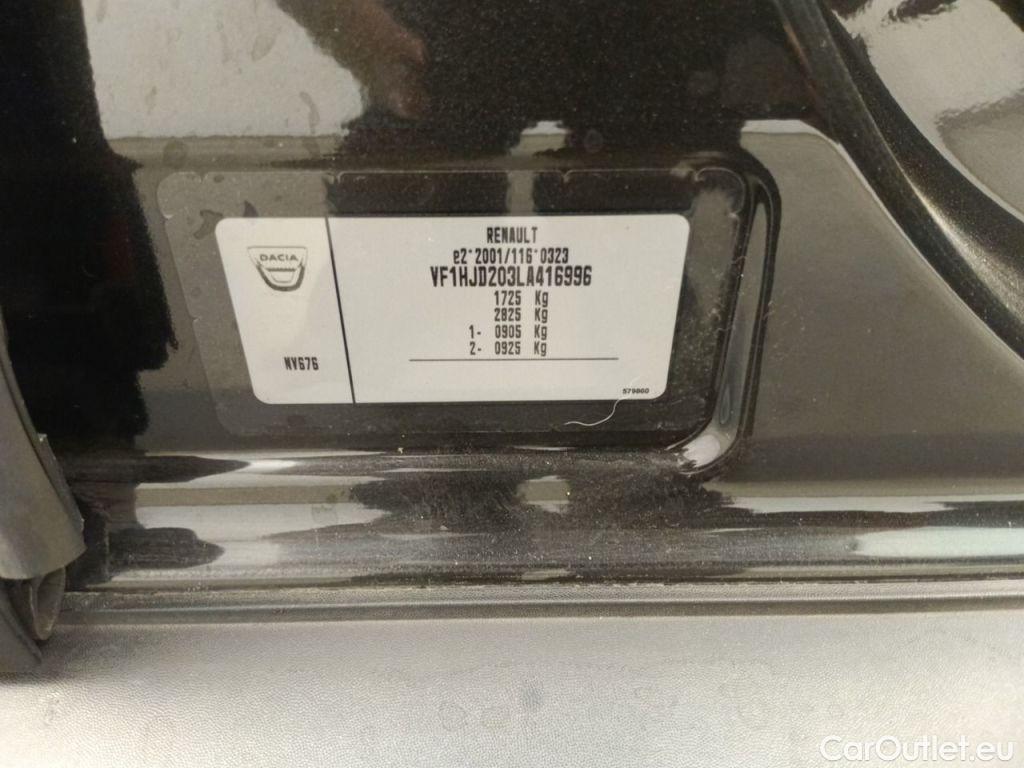 DACIA
NV676
RENAULT
e2*2001/116*0323
VF1HJD203LA416996
1725 Kg
2825 Kg
1- 0905 Kg
2- 0925 Kg
579860
CarOutlet.eu